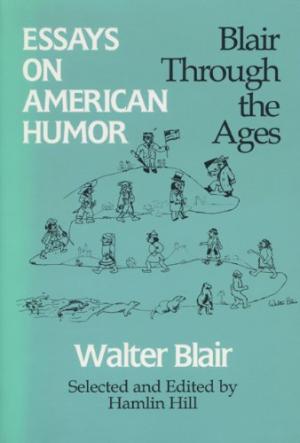 ESSAYS
ON
AMERICAN
HUMOR
Blair
Through
the
Ages
Walter Blair
Selected and Edited by
Hamlin Hill